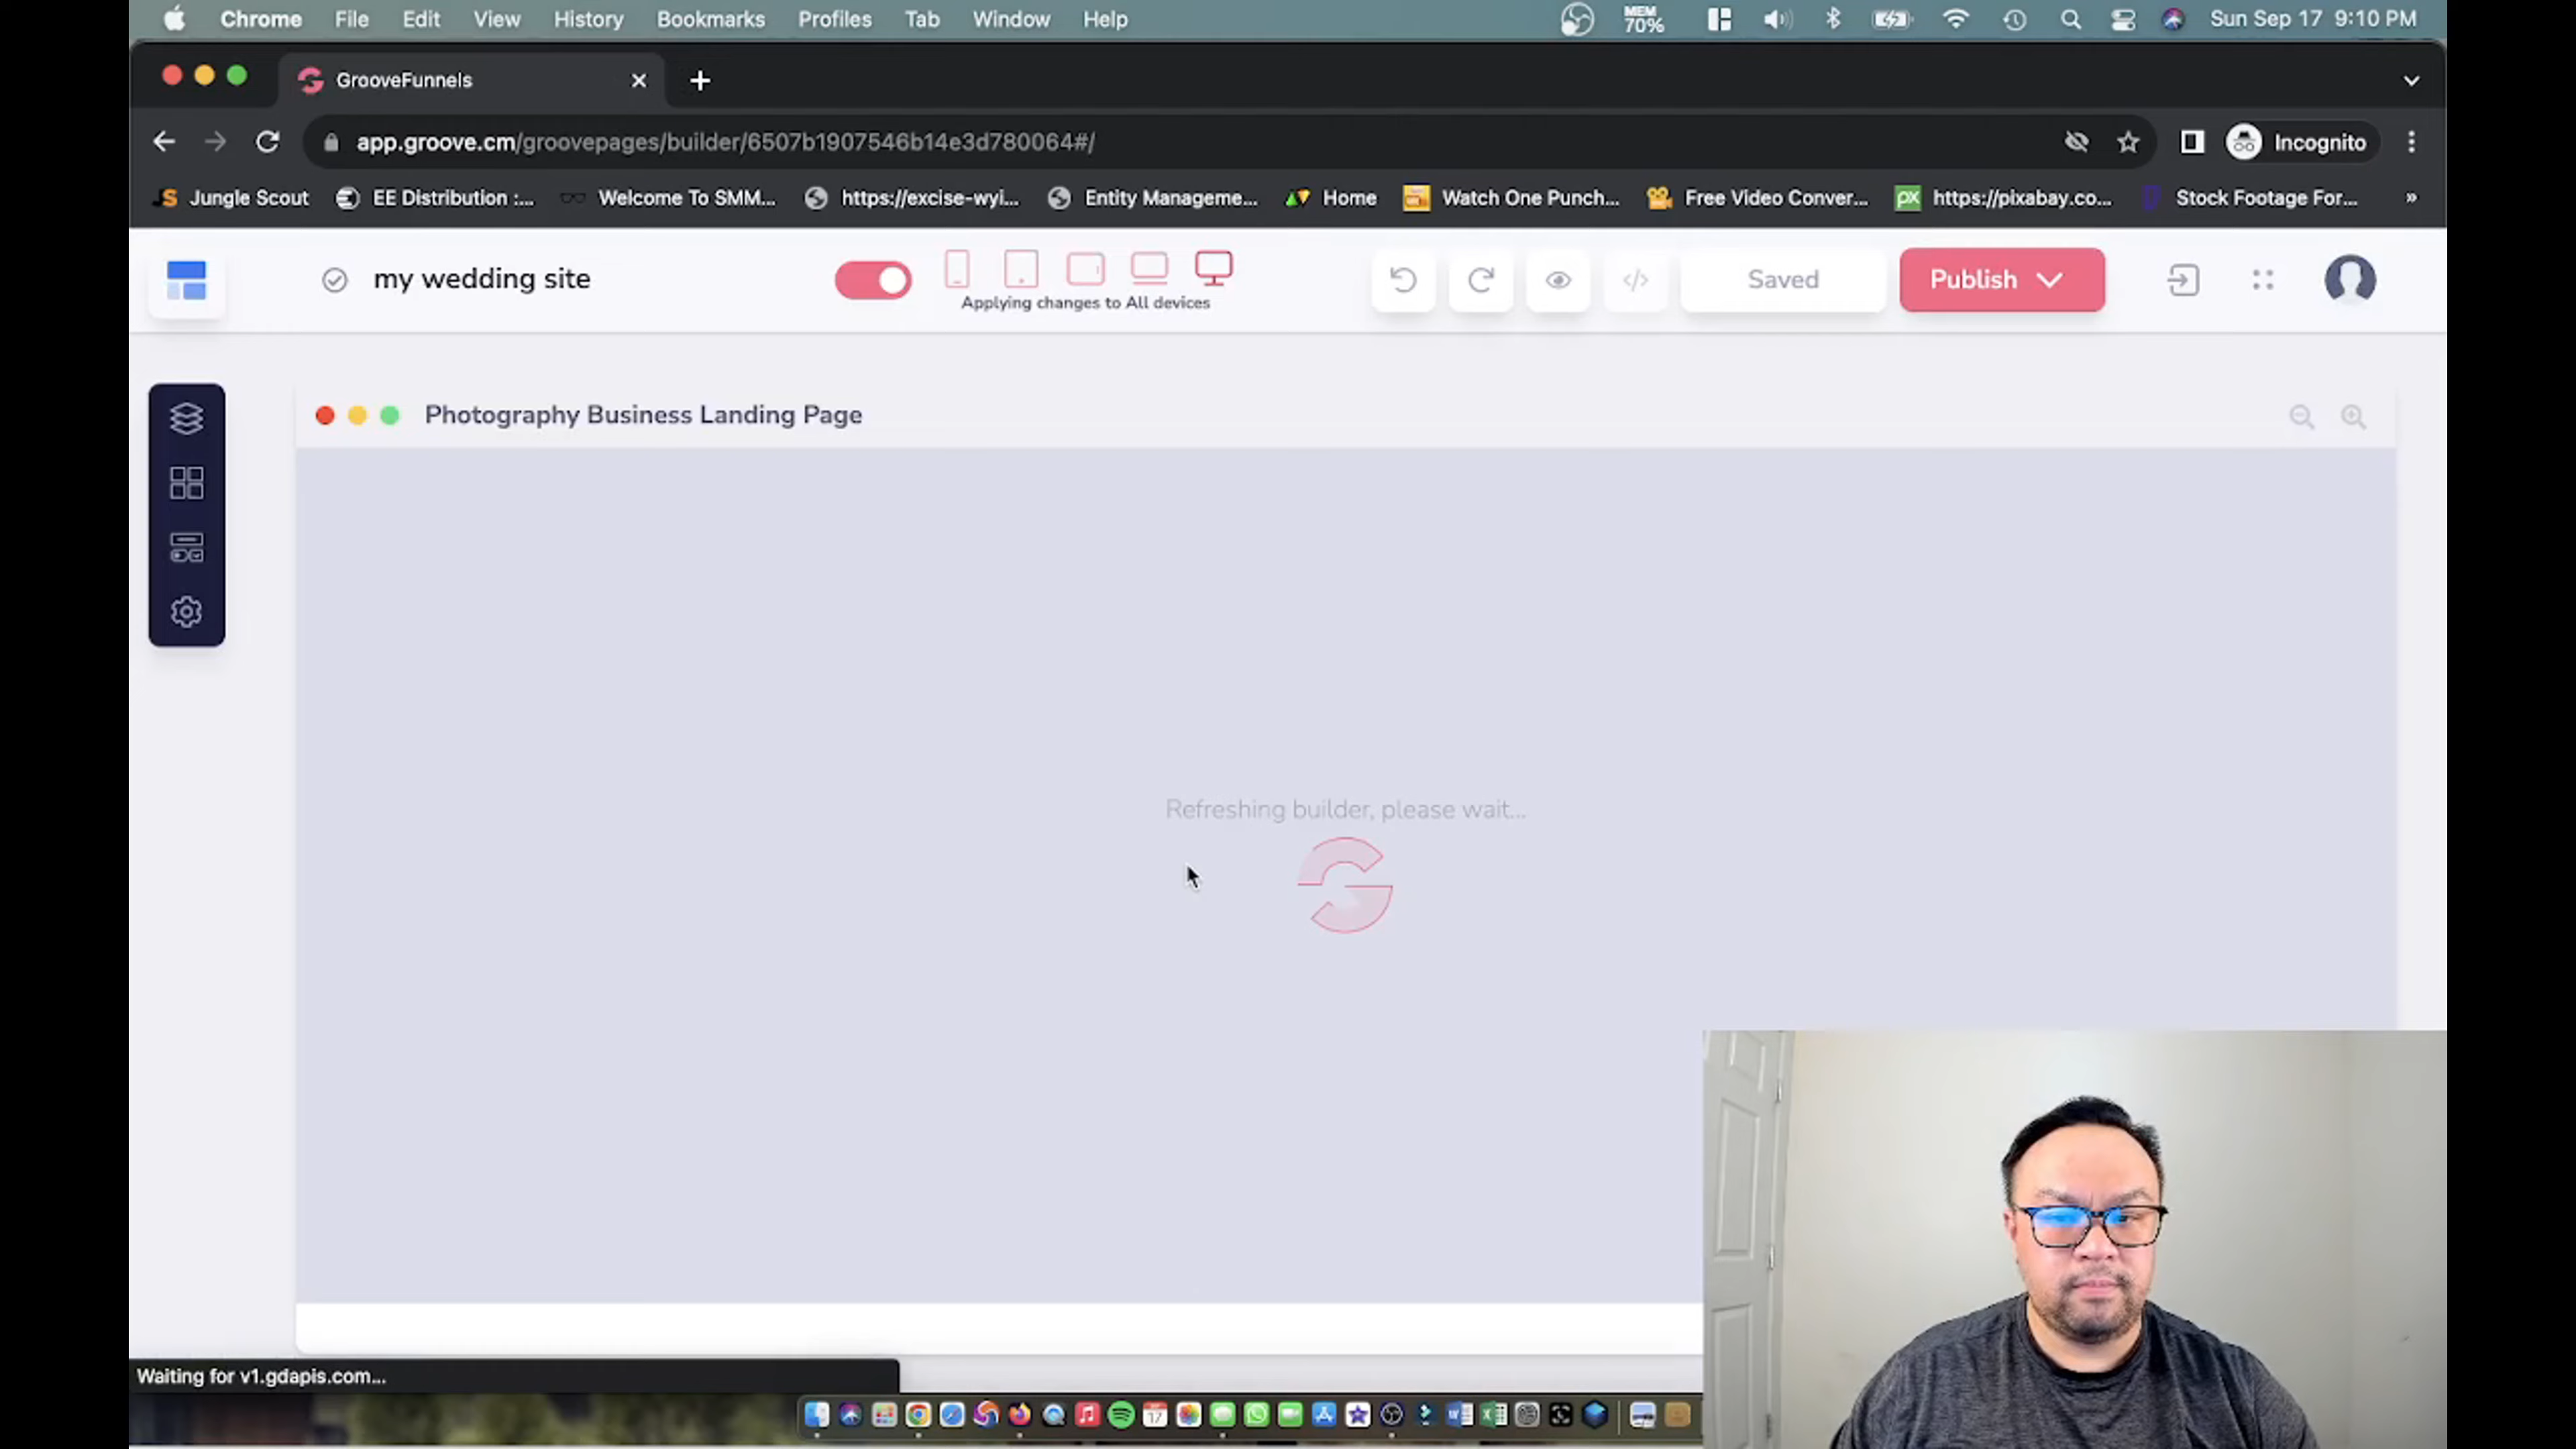 Chrome File Edit View History Bookmarks Profiles Tab Window Help MEM 70% Sun Sep 17 9:10 PM
GrooveFunnels
app.groove.cm/groovepages/builder/6507b1907546b14e3d780064#/ Incognito
Jungle Scout EE Distribution :... Welcome To SMM... https://excise-wyi... Entity Manageme... Home Watch One Punch... Free Video Conver... px https://pixabay.co... Stock Footage For... »
my wedding site Applying changes to All devices </> Saved Publish
Photography Business Landing Page
Refreshing builder, please wait...
Waiting for v1.gdapis.com...
17